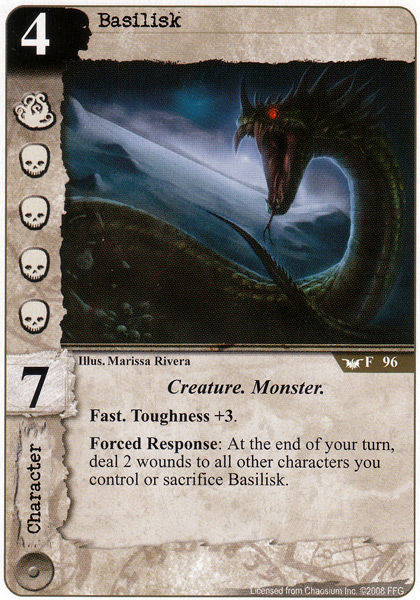 4
Basilisk
Illus. Marissa Rivera
F 96
7
Creature. Monster.
Fast. Toughness +3.
Forced Response: At the end of your turn,
deal 2 wounds to all other characters you
control or sacrifice Basilisk.
Character
Licensed from Chaosium Inc. ©2008 FFG